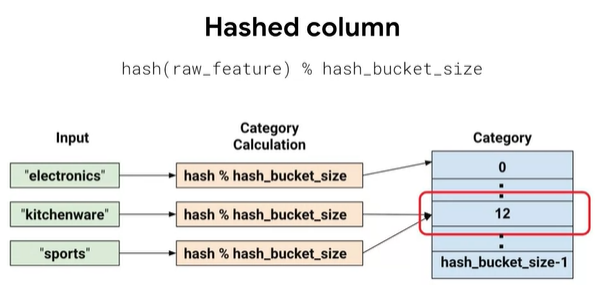 Hashed column
hash(raw_feature) % hash_bucket_size
Input
Category
Calculation
Category
"electronics"
hash % hash_bucket_size
0
"kitchenware"
hash % hash_bucket_size
12
"sports"
hash % hash_bucket_size
hash_bucket_size-1